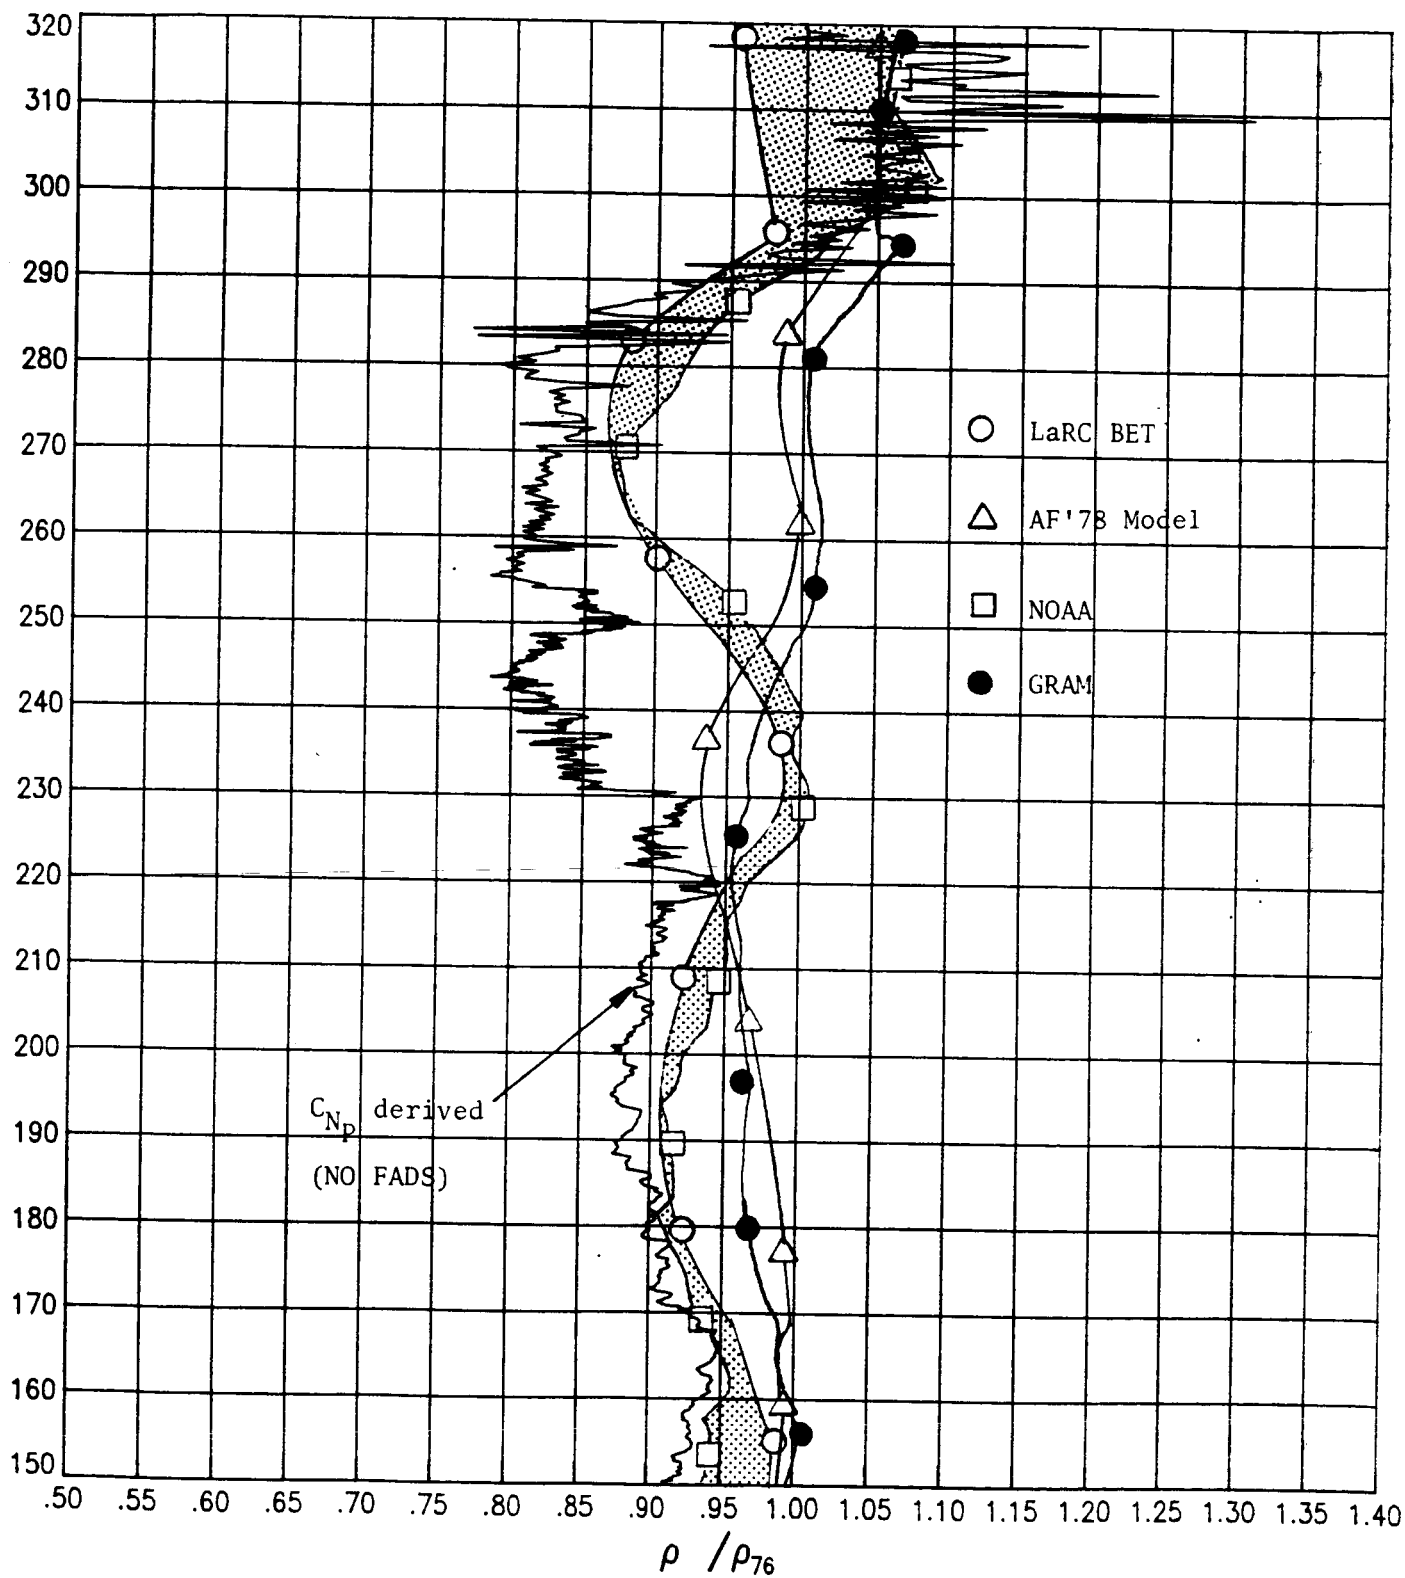 320
310
300
290
280
270
260
250
240
230
220
210
200
190
180
170
160
150
○ LaRC BET
△ AF'78 Model
□ NOAA
● GRAM
C_{N_P} derived
(NO FADS)
.50 .55 .60 .65 .70 .75 .80 .85 .90 .95 1.00 1.05 1.10 1.15 1.20 1.25 1.30 1.35 1.40
ρ /ρ76